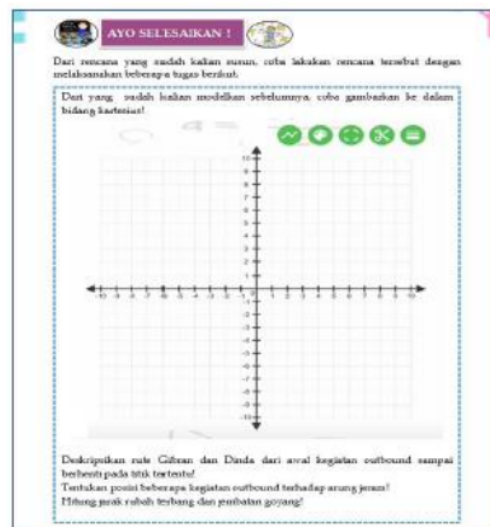 AYO SELESAIKAN !
Dari rencana yang sudah kalian susun, coba lakukan rencana tersebut dengan
melaksanakan beberapa tugas berikut.
Dari yang sudah kalian modelkan sebelumnya, coba gambarkan ke dalam
bidang kartesius!
Deskripsikan rute Gibran dan Dinda dari awal kegiatan outbound sampai
berhenti pada titik tertentu!
Tentukan posisi beberapa kegiatan outbound terhadap arung jeram!
Hitung jarak rubah terbang dan jembatan goyang!